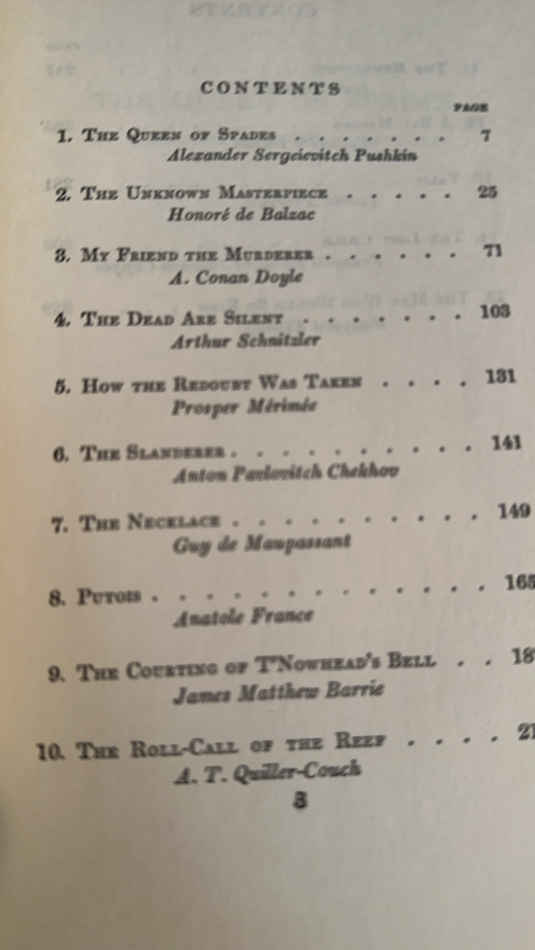 CONTENTS
PAGE
1. THE QUEEN OF SPADES . . . . . . . 7
Alexander Sergeievitch Pushkin
2. THE UNKNOWN MASTERPIECE . . . . . 25
Honoré de Balzac
3. MY FRIEND THE MURDERER . . . . . . 71
A. Conan Doyle
4. THE DEAD ARE SILENT . . . . . . . 103
Arthur Schnitzler
5. HOW THE REDOUBT WAS TAKEN . . . . 131
Prosper Mérimée
6. THE SLANDERER . . . . . . . . . . 141
Anton Pavlovitch Chekhov
7. THE NECKLACE . . . . . . . . . . 149
Guy de Maupassant
8. PUTOIS . . . . . . . . . . . . . 165
Anatole France
9. THE COURTING OF T'NOWHEAD'S BELL . . 18
James Matthew Barrie
10. THE ROLL-CALL OF THE REEF . . . . 21
A. T. Quiller-Couch
3